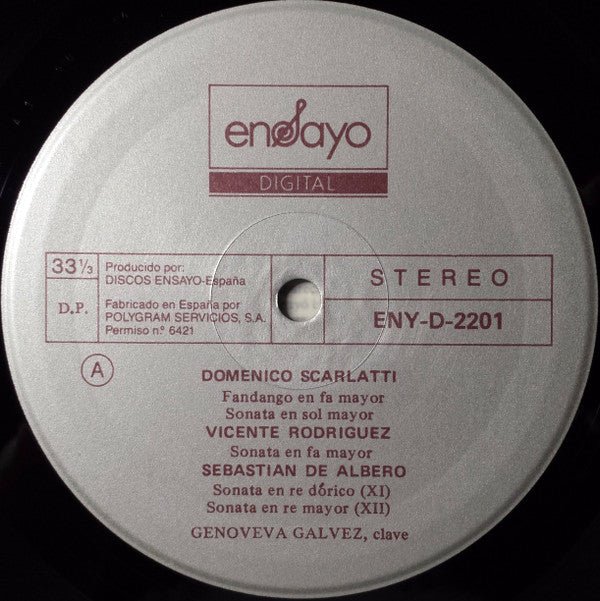 ensayo
DIGITAL
33 1/3
Producido por:
DISCOS ENSAYO-España
D.P.
Fabricado en España por
POLYGRAM SERVICIOS, S.A.
Permiso n.º 6421
STEREO
ENY-D-2201
A
DOMENICO SCARLATTI
Fandango en fa mayor
Sonata en sol mayor
VICENTE RODRIGUEZ
Sonata en fa mayor
SEBASTIAN DE ALBERO
Sonata en re dórico (XI)
Sonata en re mayor (XII)
GENOVEVA GALVEZ, clave